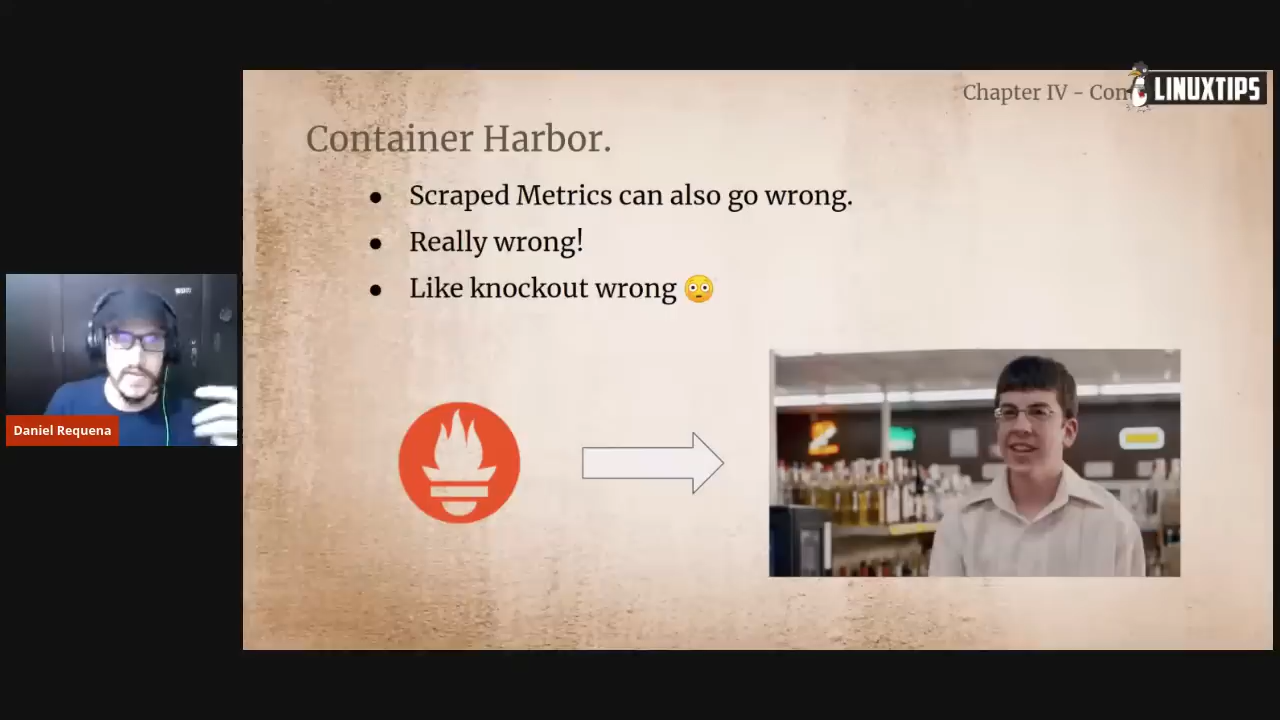 Chapter IV - Con
LINUXTIPS
Container Harbor.
● Scraped Metrics can also go wrong.
● Really wrong!
● Like knockout wrong 😳
Daniel Requena